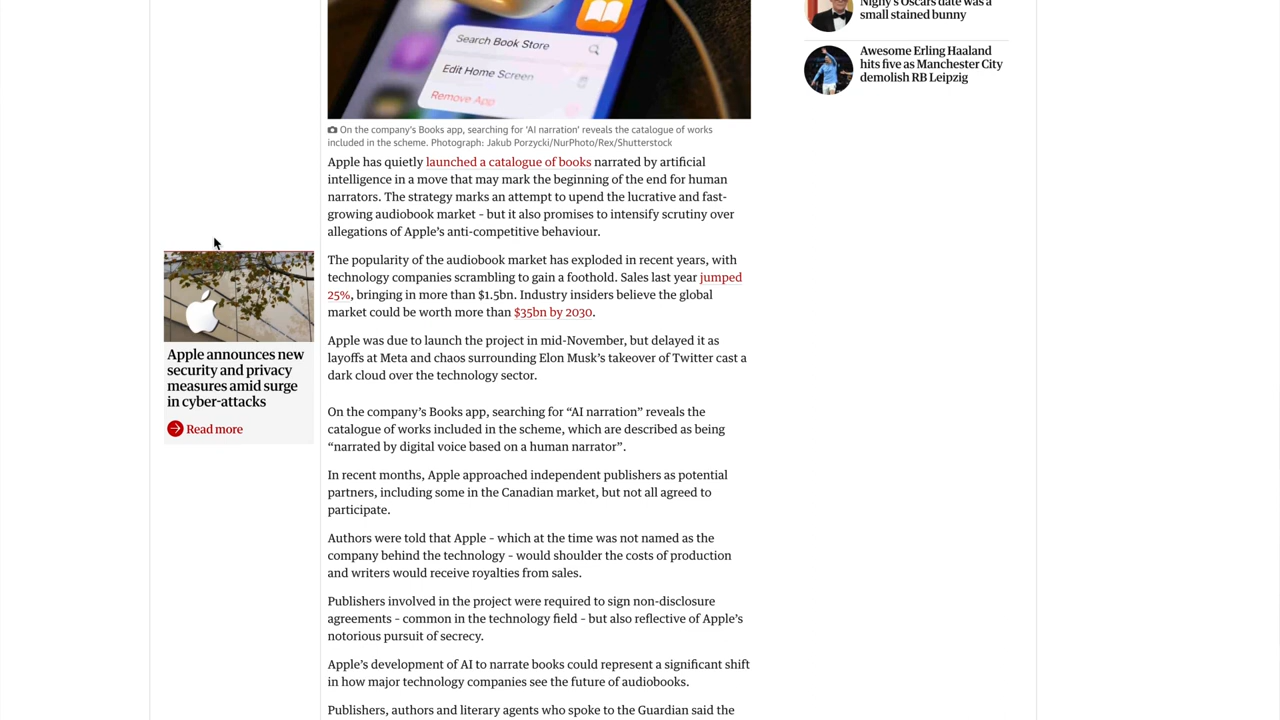 Search Book Store
Edit Home Screen
Remove App
On the company's Books app, searching for 'AI narration' reveals the catalogue of works
included in the scheme. Photograph: Jakub Porzycki/NurPhoto/Rex/Shutterstock
Apple has quietly launched a catalogue of books narrated by artificial
intelligence in a move that may mark the beginning of the end for human
narrators. The strategy marks an attempt to upend the lucrative and fast-
growing audiobook market – but it also promises to intensify scrutiny over
allegations of Apple’s anti-competitive behaviour.
The popularity of the audiobook market has exploded in recent years, with
technology companies scrambling to gain a foothold. Sales last year jumped
25%, bringing in more than $1.5bn. Industry insiders believe the global
market could be worth more than $35bn by 2030.
Apple was due to launch the project in mid-November, but delayed it as
layoffs at Meta and chaos surrounding Elon Musk’s takeover of Twitter cast a
dark cloud over the technology sector.
On the company’s Books app, searching for “AI narration” reveals the
catalogue of works included in the scheme, which are described as being
“narrated by digital voice based on a human narrator”.
In recent months, Apple approached independent publishers as potential
partners, including some in the Canadian market, but not all agreed to
participate.
Authors were told that Apple – which at the time was not named as the
company behind the technology – would shoulder the costs of production
and writers would receive royalties from sales.
Publishers involved in the project were required to sign non-disclosure
agreements – common in the technology field – but also reflective of Apple’s
notorious pursuit of secrecy.
Apple’s development of AI to narrate books could represent a significant shift
in how major technology companies see the future of audiobooks.
Publishers, authors and literary agents who spoke to the Guardian said the
Apple announces new
security and privacy
measures amid surge
in cyber-attacks
Read more
Nighy's Oscars date was a
small stained bunny
Awesome Erling Haaland
hits five as Manchester City
demolish RB Leipzig